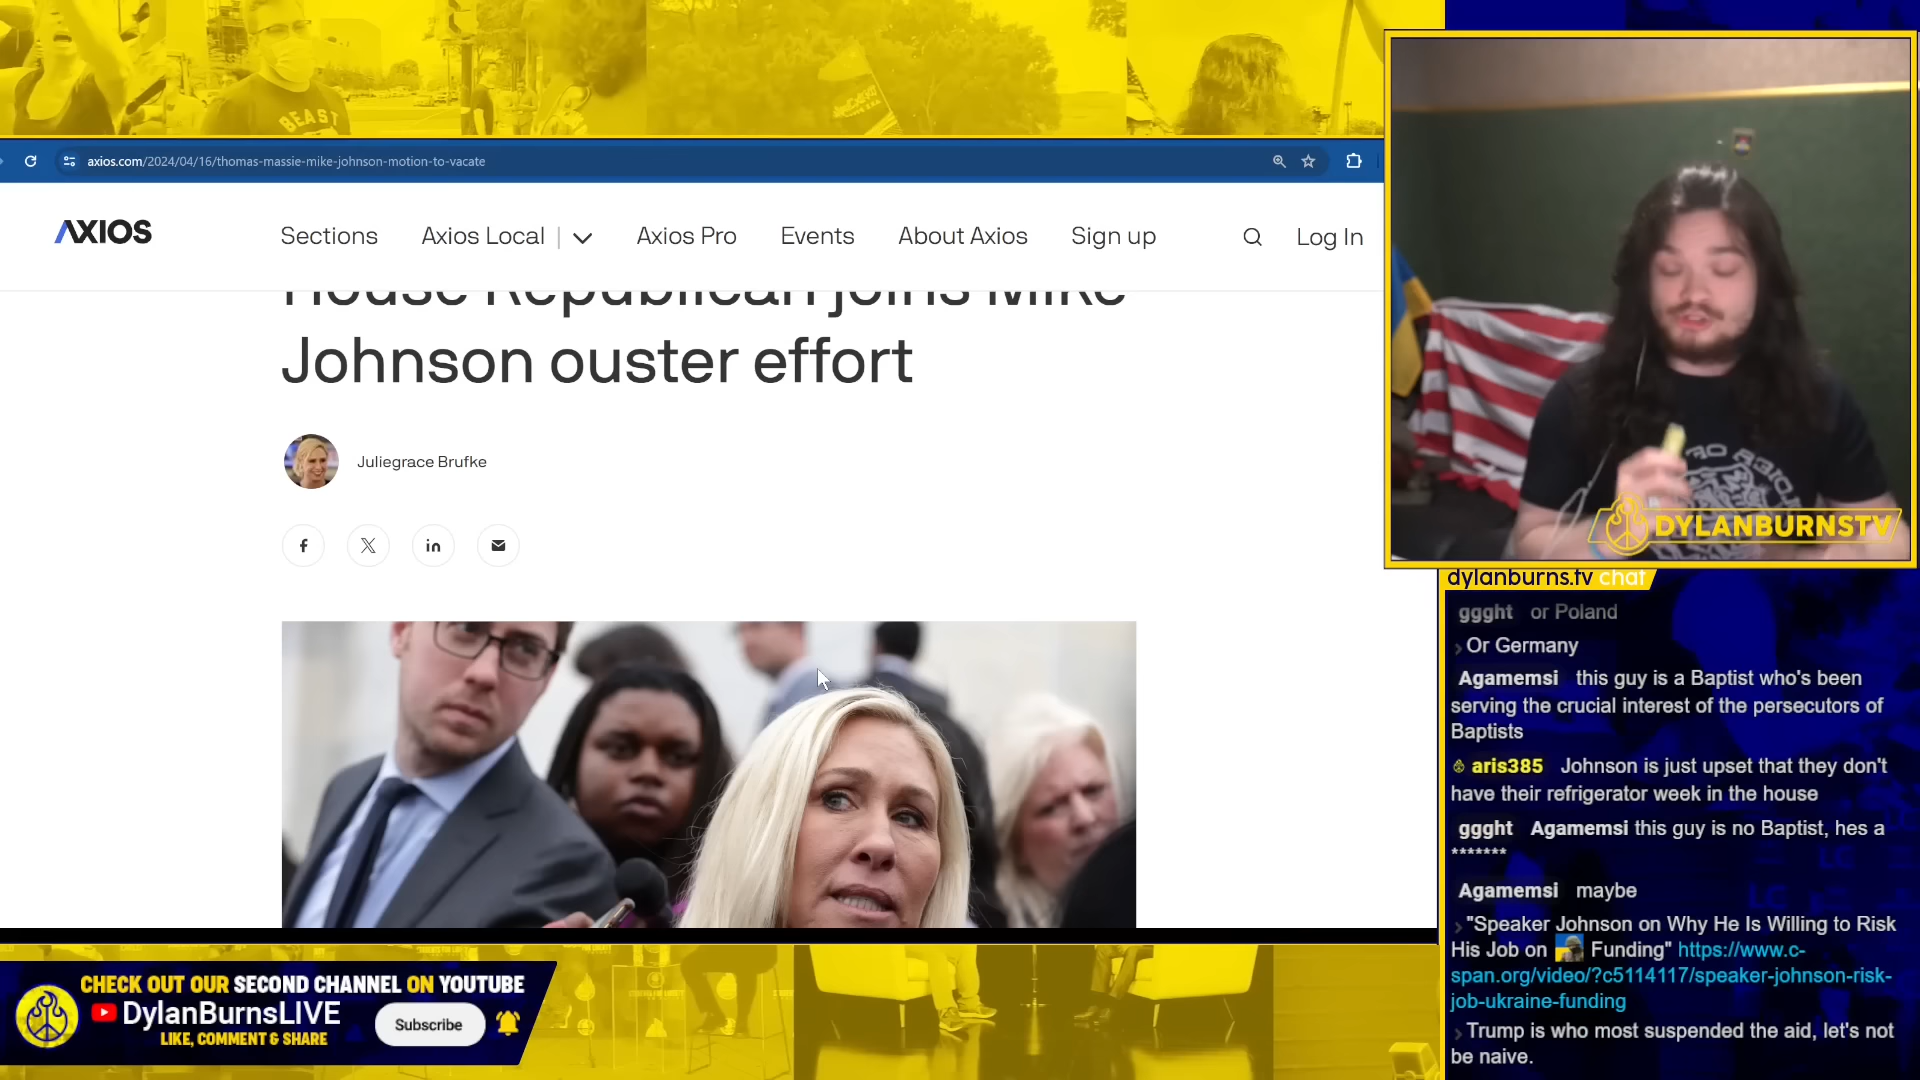 BEAST
axios.com/2024/04/16/thomas-massie-mike-johnson-motion-to-vacate
AXIOS
Sections
Axios Local
Axios Pro
Events
About Axios
Sign up
Log In
House Republican joins Mike
Johnson ouster effort
Juliegrace Brufke
DYLANBURNSTV
dylanburns.tv chat
ggght or Poland
Or Germany
Agamemsi this guy is a Baptist who's been
serving the crucial interest of the persecutors of
Baptists
aris385 Johnson is just upset that they don't
have their refrigerator week in the house
ggght Agamemsi this guy is no Baptist, hes a
*******
Agamemsi maybe
"Speaker Johnson on Why He Is Willing to Risk
His Job on Funding" https://www.c-
span.org/video/?c5114117/speaker-johnson-risk-
job-ukraine-funding
Trump is who most suspended the aid, let's not
be naive.
CHECK OUT OUR SECOND CHANNEL ON YOUTUBE
DylanBurnsLIVE
Subscribe
LIKE, COMMENT & SHARE